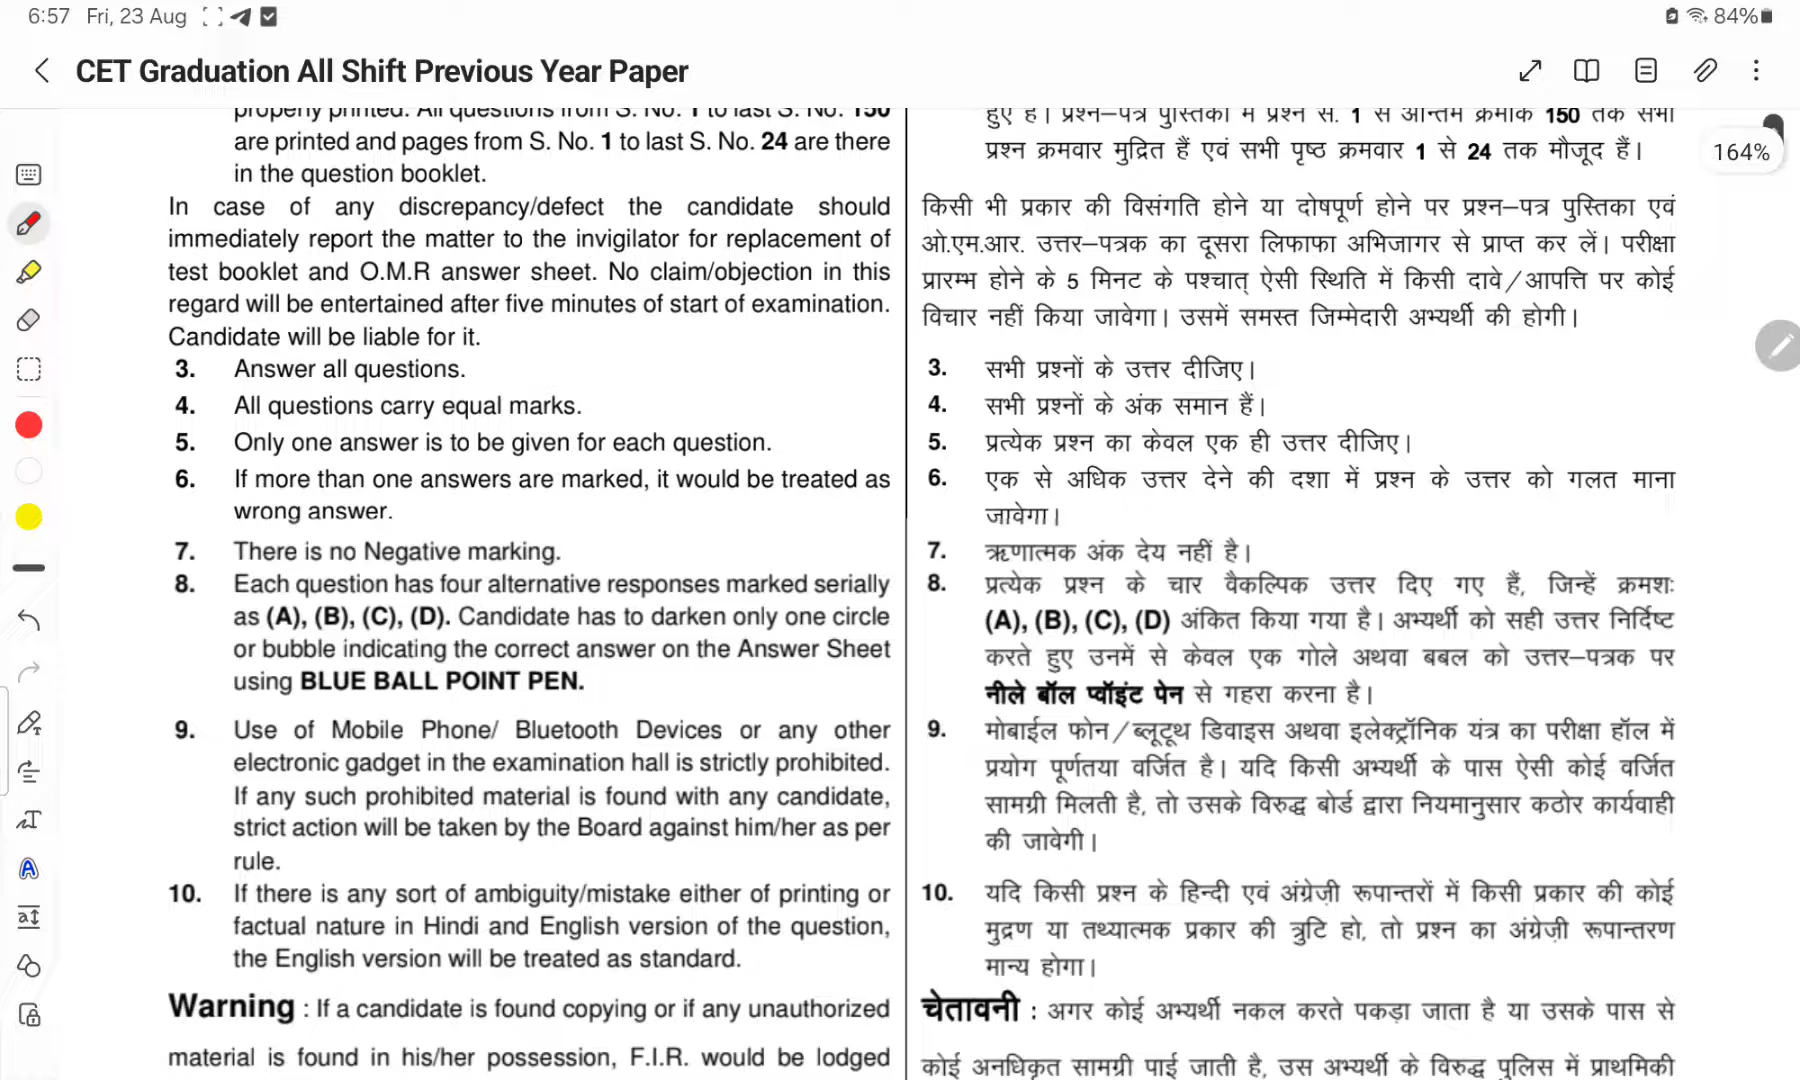 6:57 Fri, 23 Aug
84%
CET Graduation All Shift Previous Year Paper
164%
properly printed. All questions from S. No. 1 to last S. No. 150
are printed and pages from S. No. 1 to last S. No. 24 are there
in the question booklet.
In case of any discrepancy/defect the candidate should
immediately report the matter to the invigilator for replacement of
test booklet and O.M.R answer sheet. No claim/objection in this
regard will be entertained after five minutes of start of examination.
Candidate will be liable for it.
3. Answer all questions.
4. All questions carry equal marks.
5. Only one answer is to be given for each question.
6. If more than one answers are marked, it would be treated as
wrong answer.
7. There is no Negative marking.
8. Each question has four alternative responses marked serially
as (A), (B), (C), (D). Candidate has to darken only one circle
or bubble indicating the correct answer on the Answer Sheet
using BLUE BALL POINT PEN.
9. Use of Mobile Phone/ Bluetooth Devices or any other
electronic gadget in the examination hall is strictly prohibited.
If any such prohibited material is found with any candidate,
strict action will be taken by the Board against him/her as per
rule.
10. If there is any sort of ambiguity/mistake either of printing or
factual nature in Hindi and English version of the question,
the English version will be treated as standard.
Warning : If a candidate is found copying or if any unauthorized
material is found in his/her possession, F.I.R. would be lodged
हुए हैं। प्रश्न–पत्र पुस्तिका में प्रश्न सं. 1 से अन्तिम क्रमांक 150 तक सभी
प्रश्न क्रमवार मुद्रित हैं एवं सभी पृष्ठ क्रमवार 1 से 24 तक मौजूद हैं।
किसी भी प्रकार की विसंगति होने या दोषपूर्ण होने पर प्रश्न–पत्र पुस्तिका एवं
ओ.एम.आर. उत्तर–पत्रक का दूसरा लिफाफा अभिजागर से प्राप्त कर लें। परीक्षा
प्रारम्भ होने के 5 मिनट के पश्चात् ऐसी स्थिति में किसी दावे/आपत्ति पर कोई
विचार नहीं किया जावेगा। उसमें समस्त जिम्मेदारी अभ्यर्थी की होगी।
3. सभी प्रश्नों के उत्तर दीजिए।
4. सभी प्रश्नों के अंक समान हैं।
5. प्रत्येक प्रश्न का केवल एक ही उत्तर दीजिए।
6. एक से अधिक उत्तर देने की दशा में प्रश्न के उत्तर को गलत माना
जावेगा।
7. ऋणात्मक अंक देय नहीं है।
8. प्रत्येक प्रश्न के चार वैकल्पिक उत्तर दिए गए हैं, जिन्हें क्रमशः
(A), (B), (C), (D) अंकित किया गया है। अभ्यर्थी को सही उत्तर निर्दिष्ट
करते हुए उनमें से केवल एक गोले अथवा बबल को उत्तर–पत्रक पर
नीले बॉल प्वॉइंट पेन से गहरा करना है।
9. मोबाईल फोन/ब्लूटूथ डिवाइस अथवा इलेक्ट्रॉनिक यंत्र का परीक्षा हॉल में
प्रयोग पूर्णतया वर्जित है। यदि किसी अभ्यर्थी के पास ऐसी कोई वर्जित
सामग्री मिलती है, तो उसके विरुद्ध बोर्ड द्वारा नियमानुसार कठोर कार्यवाही
की जावेगी।
10. यदि किसी प्रश्न के हिन्दी एवं अंग्रेज़ी रूपान्तरों में किसी प्रकार की कोई
मुद्रण या तथ्यात्मक प्रकार की त्रुटि हो, तो प्रश्न का अंग्रेज़ी रूपान्तरण
मान्य होगा।
चेतावनी : अगर कोई अभ्यर्थी नकल करते पकड़ा जाता है या उसके पास से
कोई अनधिकृत सामग्री पाई जाती है, उस अभ्यर्थी के विरुद्ध पुलिस में प्राथमिकी